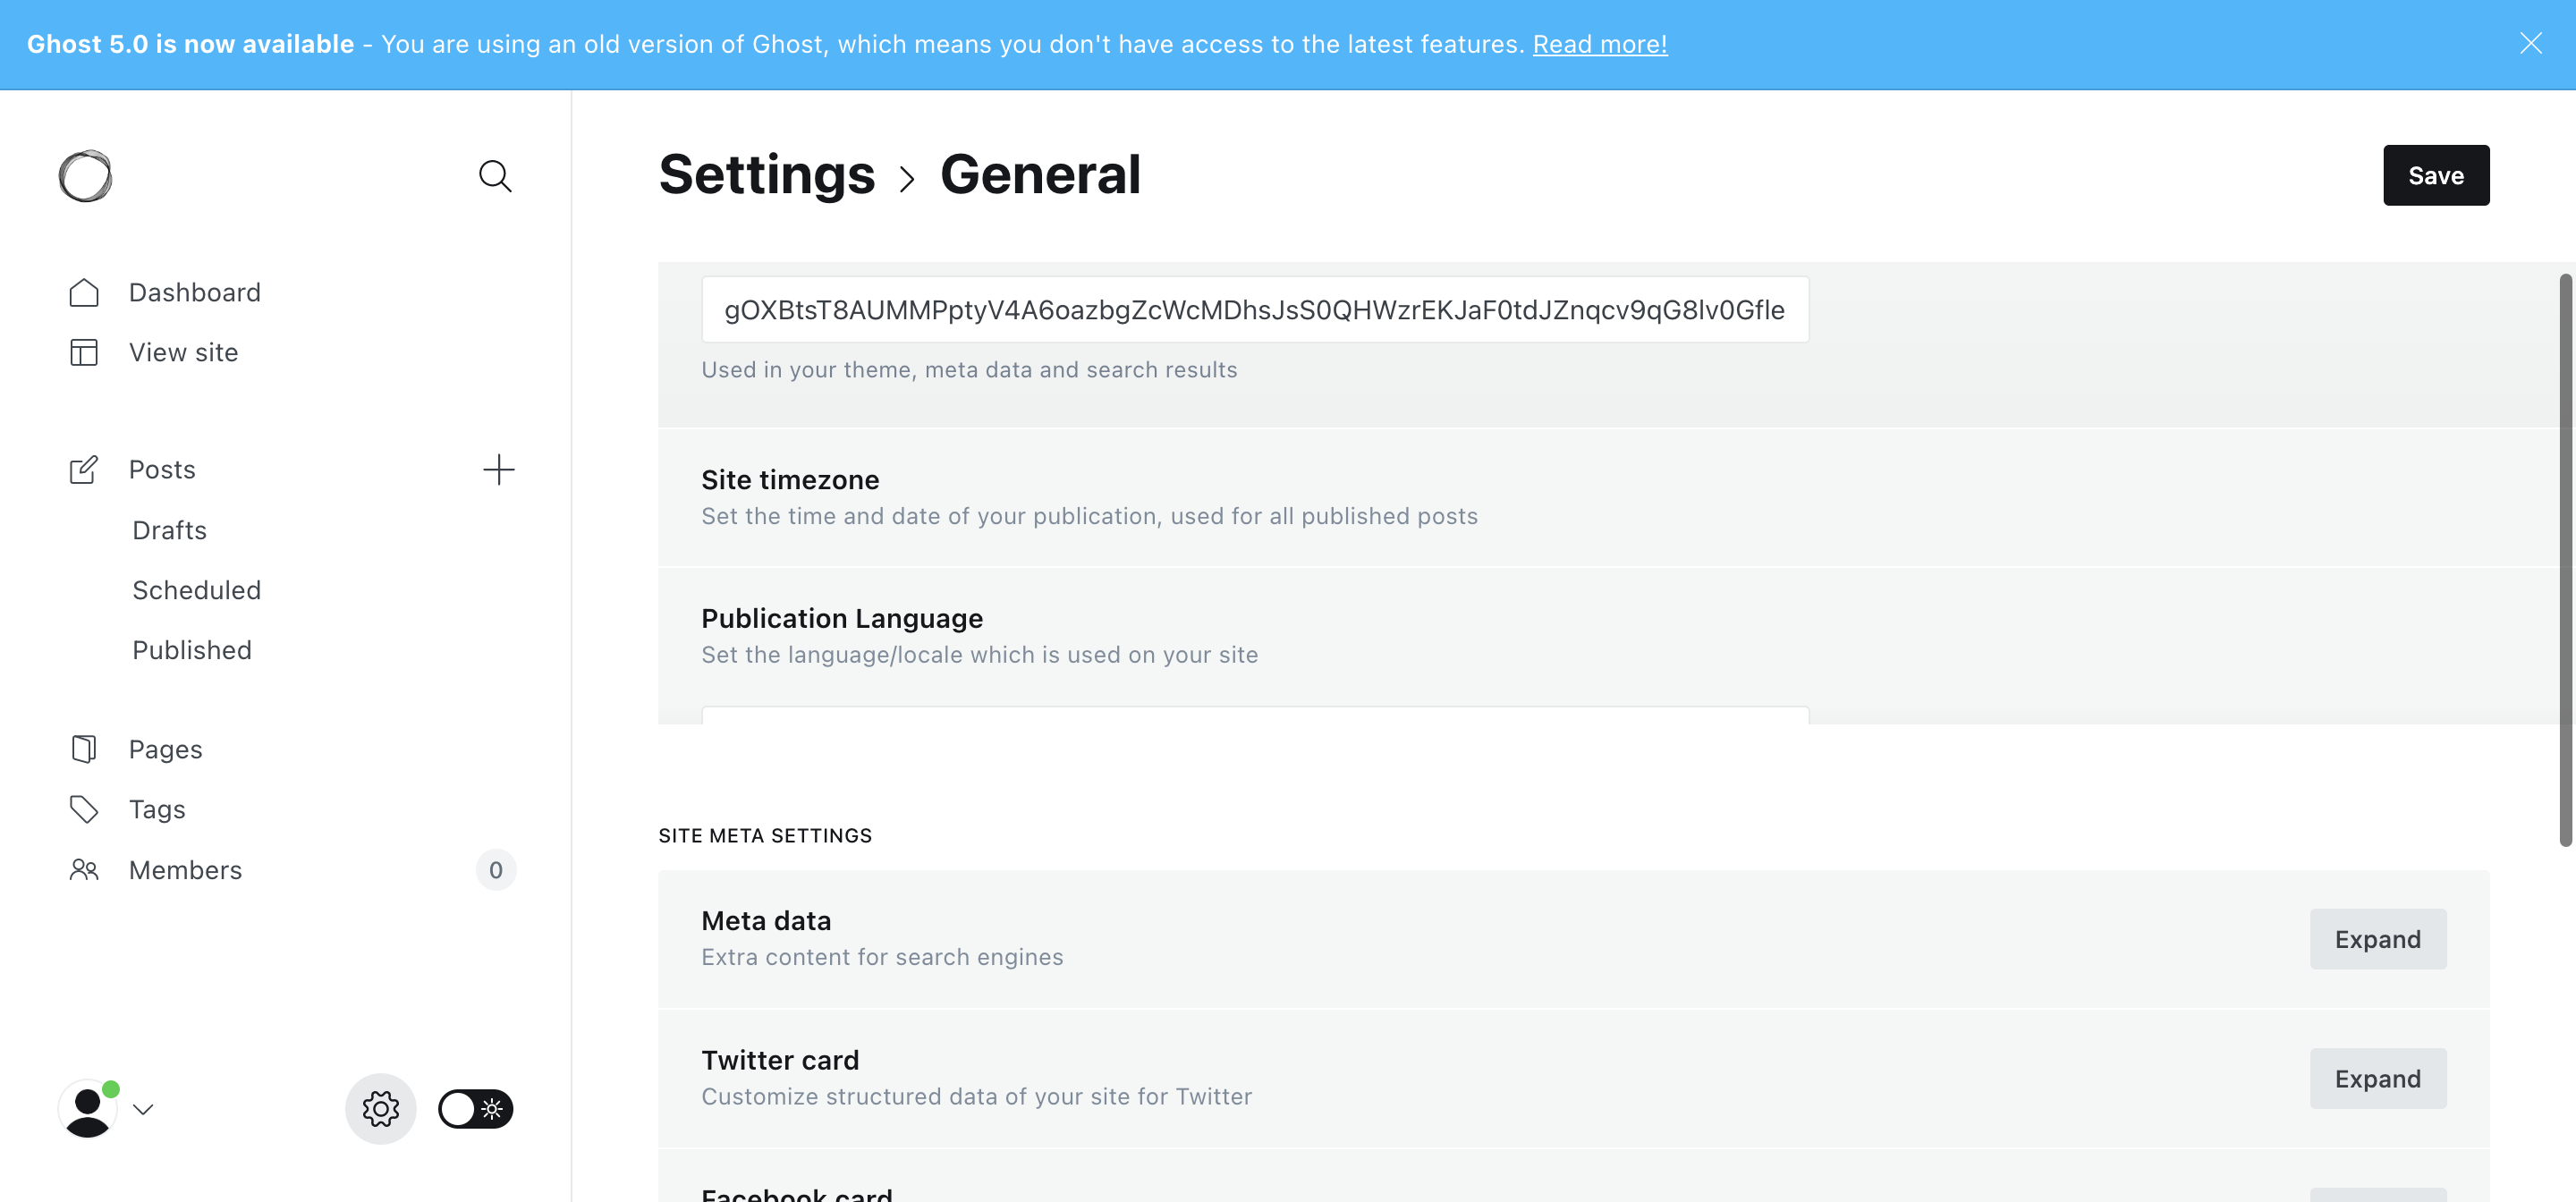 Ghost 5.0 is now available - You are using an old version of Ghost, which means you don't have access to the latest features. Read more!
Settings > General
Save
Dashboard
View site
Posts
Drafts
Scheduled
Published
Pages
Tags
Members 0
gOXBtsT8AUMMPptyV4A6oazbgZcWcMDhsJsS0QHWzrEKJaF0tdJZnqcv9qG8lv0Gfle
Used in your theme, meta data and search results
Site timezone
Set the time and date of your publication, used for all published posts
Publication Language
Set the language/locale which is used on your site
SITE META SETTINGS
Meta data
Extra content for search engines
Expand
Twitter card
Customize structured data of your site for Twitter
Expand
Facebook card